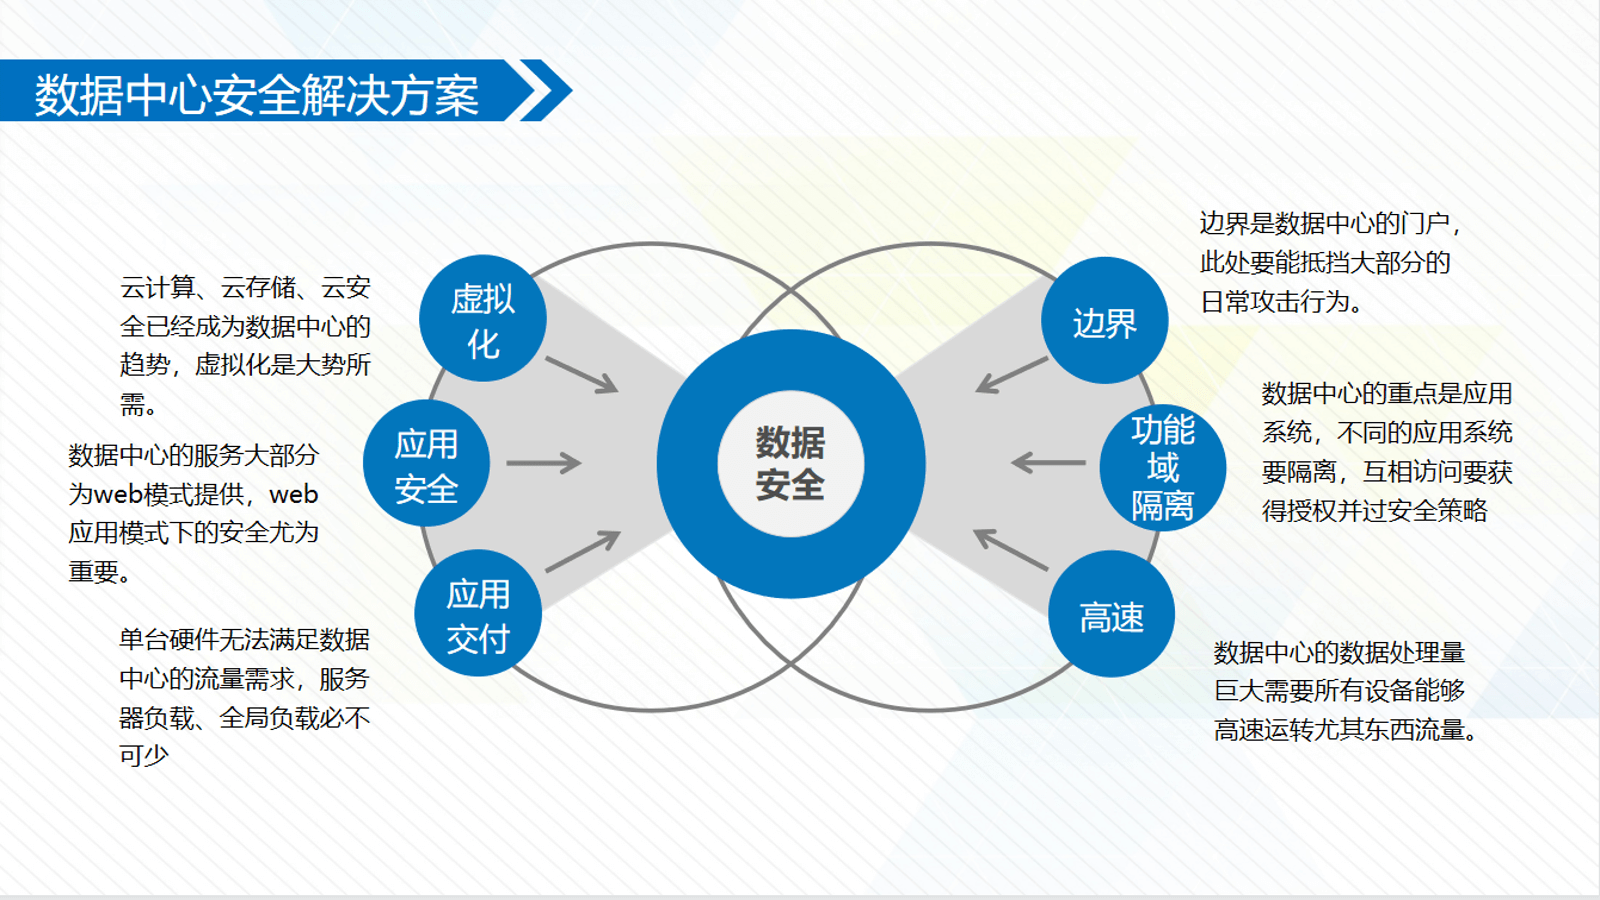 数据中心安全解决方案
云计算、云存储、云安
全已经成为数据中心的
趋势，虚拟化是大势所
需。
数据中心的服务大部分
为web模式提供，web
应用模式下的安全尤为
重要。
单台硬件无法满足数据
中心的流量需求，服务
器负载、全局负载必不
可少
虚拟
化
应用
安全
应用
交付
数据
安全
边界
功能
域
隔离
高速
边界是数据中心的门户，
此处要能抵挡大部分的
日常攻击行为。
数据中心的重点是应用
系统，不同的应用系统
要隔离，互相访问要获
得授权并过安全策略
数据中心的数据处理量
巨大需要所有设备能够
高速运转尤其东西流量。